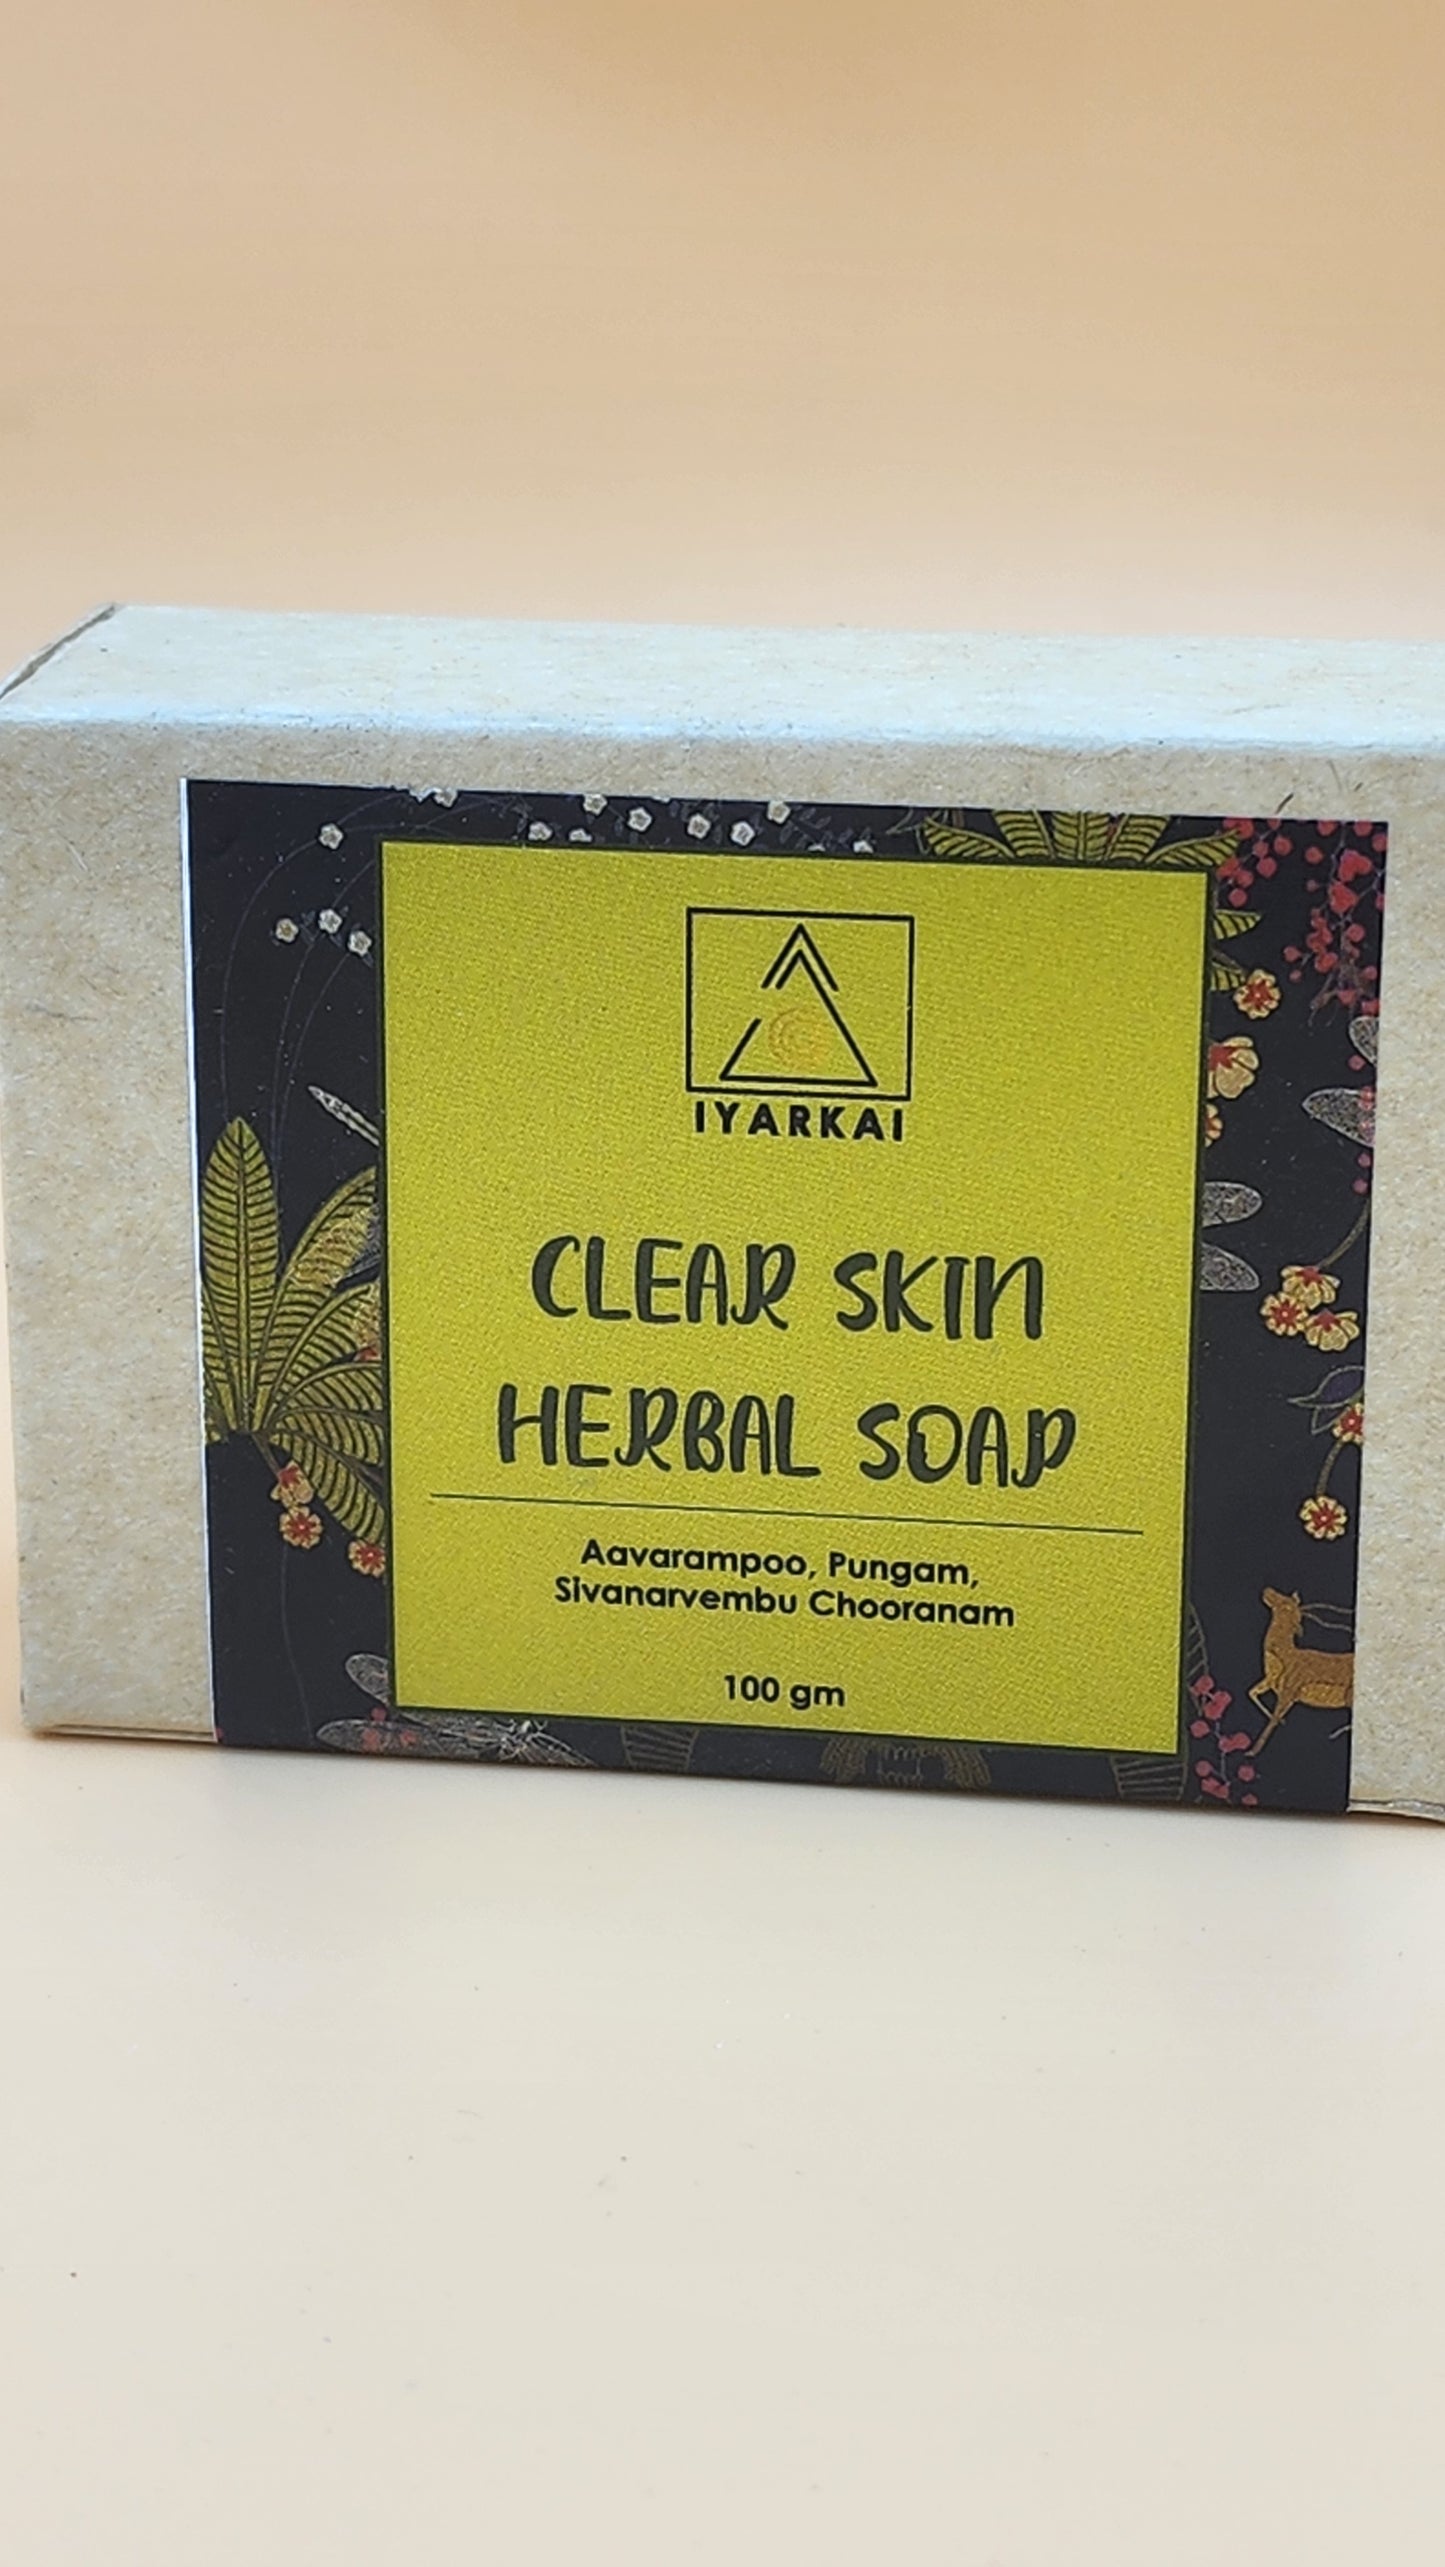 IYARKAI
CLEAR SKIN
HERBAL SOAP
Aavarampoo, Pungam,
Sivanarvembu Chooranam
100 gm